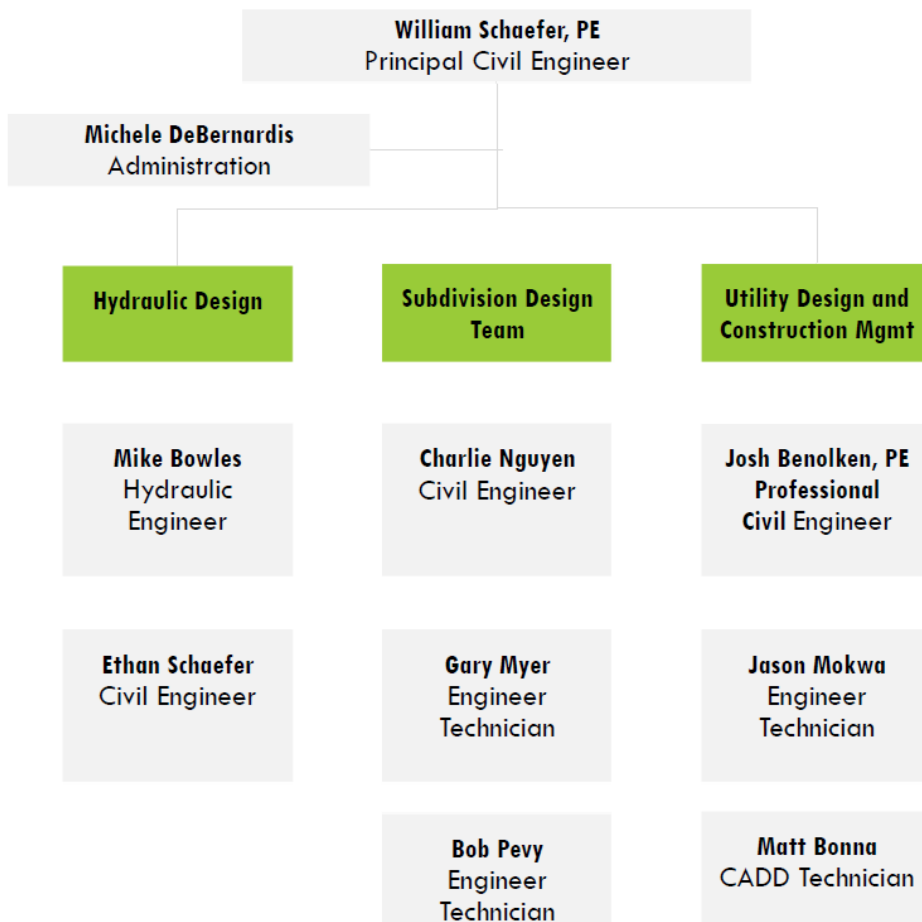 William Schaefer, PE
Principal Civil Engineer
Michele DeBernardis
Administration
Hydraulic Design
Subdivision Design
Team
Utility Design and
Construction Mgmt
Mike Bowles
Hydraulic
Engineer
Charlie Nguyen
Civil Engineer
Josh Benolken, PE
Professional
Civil Engineer
Ethan Schaefer
Civil Engineer
Gary Myer
Engineer
Technician
Jason Mokwa
Engineer
Technician
Bob Pevy
Engineer
Technician
Matt Bonna
CADD Technician